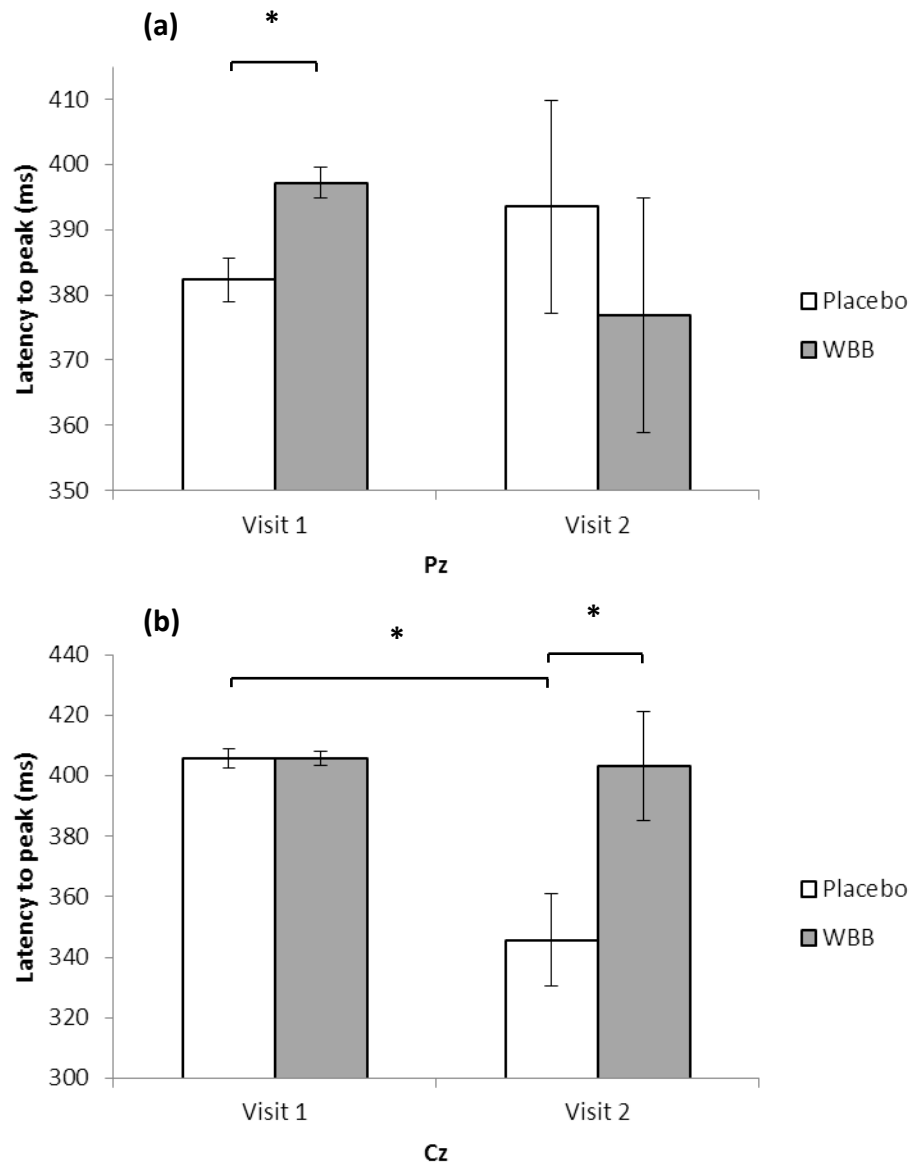 (a)
*
Latency to peak (ms)
410
400
390
380
370
360
350
Visit 1
Visit 2
Pz
Placebo
WBB
(b)
*
*
Latency to peak (ms)
440
420
400
380
360
340
320
300
Visit 1
Visit 2
Cz
Placebo
WBB